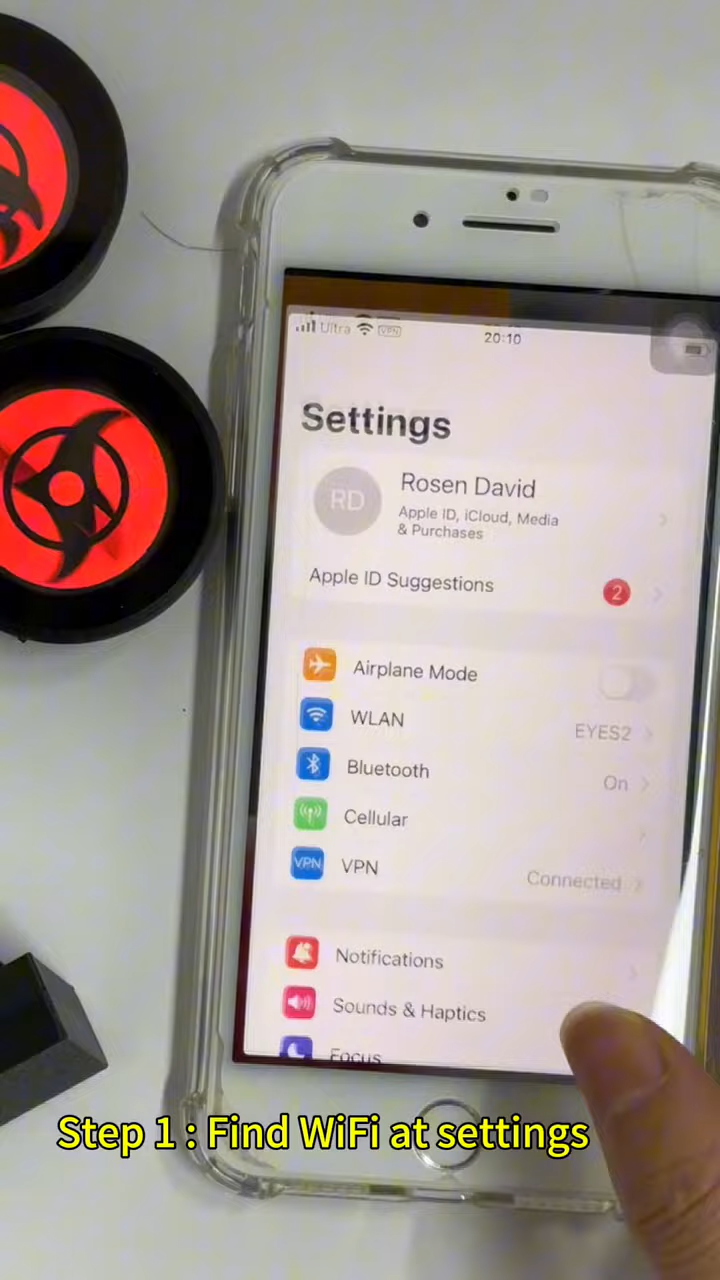 Ultra VPN 20:10
Settings
RD
Rosen David
Apple ID, iCloud, Media
& Purchases
Apple ID Suggestions 2
Airplane Mode
WLAN EYES2
Bluetooth On
Cellular
VPN VPN Connected
Notifications
Sounds & Haptics
Focus
Step 1 : Find WiFi at settings